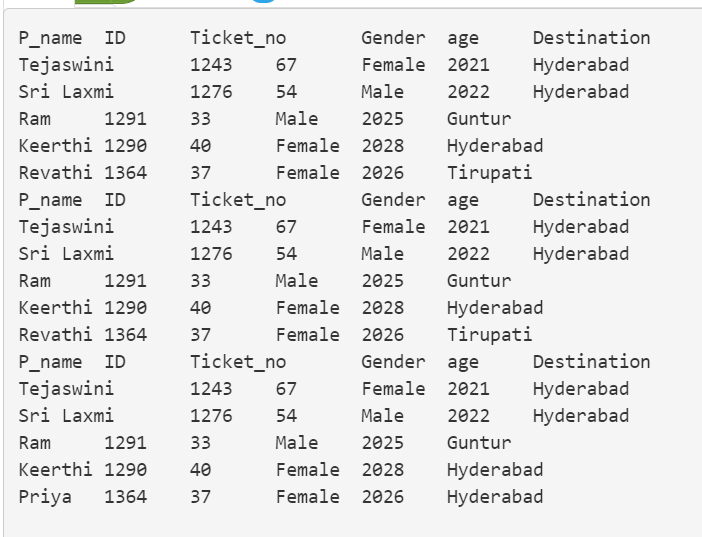 P_name ID Ticket_no Gender age Destination
Tejaswini 1243 67 Female 2021 Hyderabad
Sri Laxmi 1276 54 Male 2022 Hyderabad
Ram 1291 33 Male 2025 Guntur
Keerthi 1290 40 Female 2028 Hyderabad
Revathi 1364 37 Female 2026 Tirupati
P_name ID Ticket_no Gender age Destination
Tejaswini 1243 67 Female 2021 Hyderabad
Sri Laxmi 1276 54 Male 2022 Hyderabad
Ram 1291 33 Male 2025 Guntur
Keerthi 1290 40 Female 2028 Hyderabad
Revathi 1364 37 Female 2026 Tirupati
P_name ID Ticket_no Gender age Destination
Tejaswini 1243 67 Female 2021 Hyderabad
Sri Laxmi 1276 54 Male 2022 Hyderabad
Ram 1291 33 Male 2025 Guntur
Keerthi 1290 40 Female 2028 Hyderabad
Priya 1364 37 Female 2026 Hyderabad